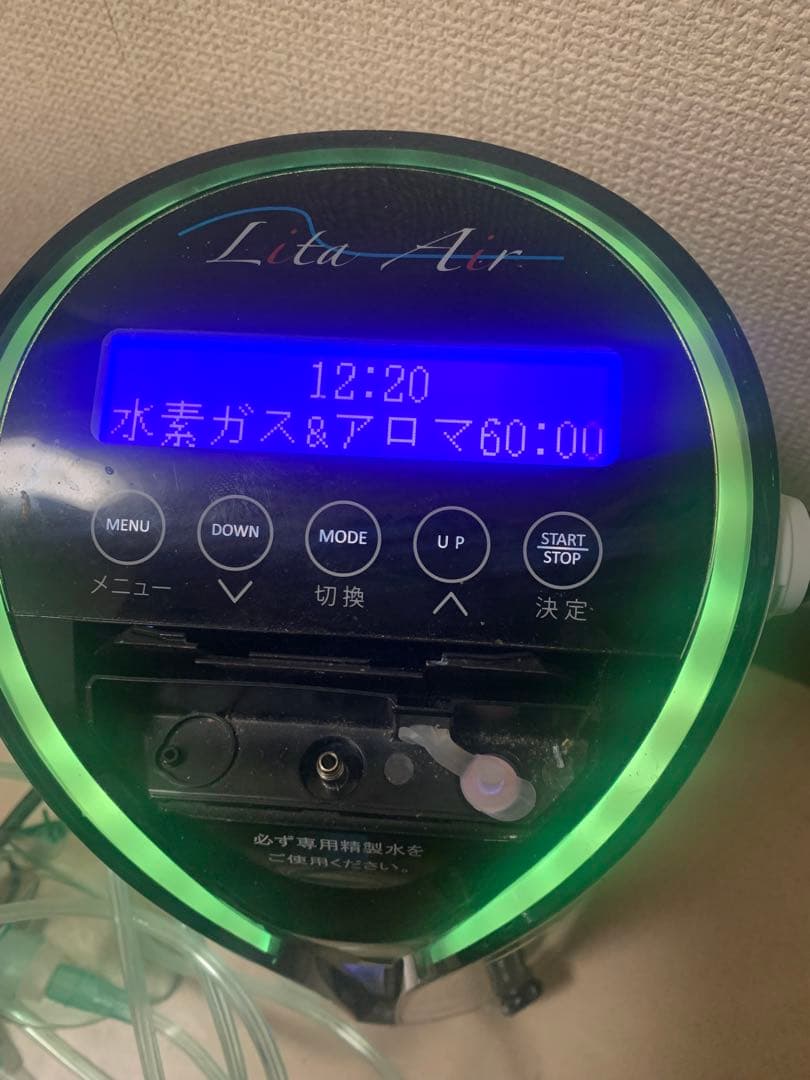 Lita Air
12:20
水素ガス&アロマ60:00
MENU DOWN MODE UP START STOP
メニュー 切換 決定
必ず専用精製水を
ご使用ください。